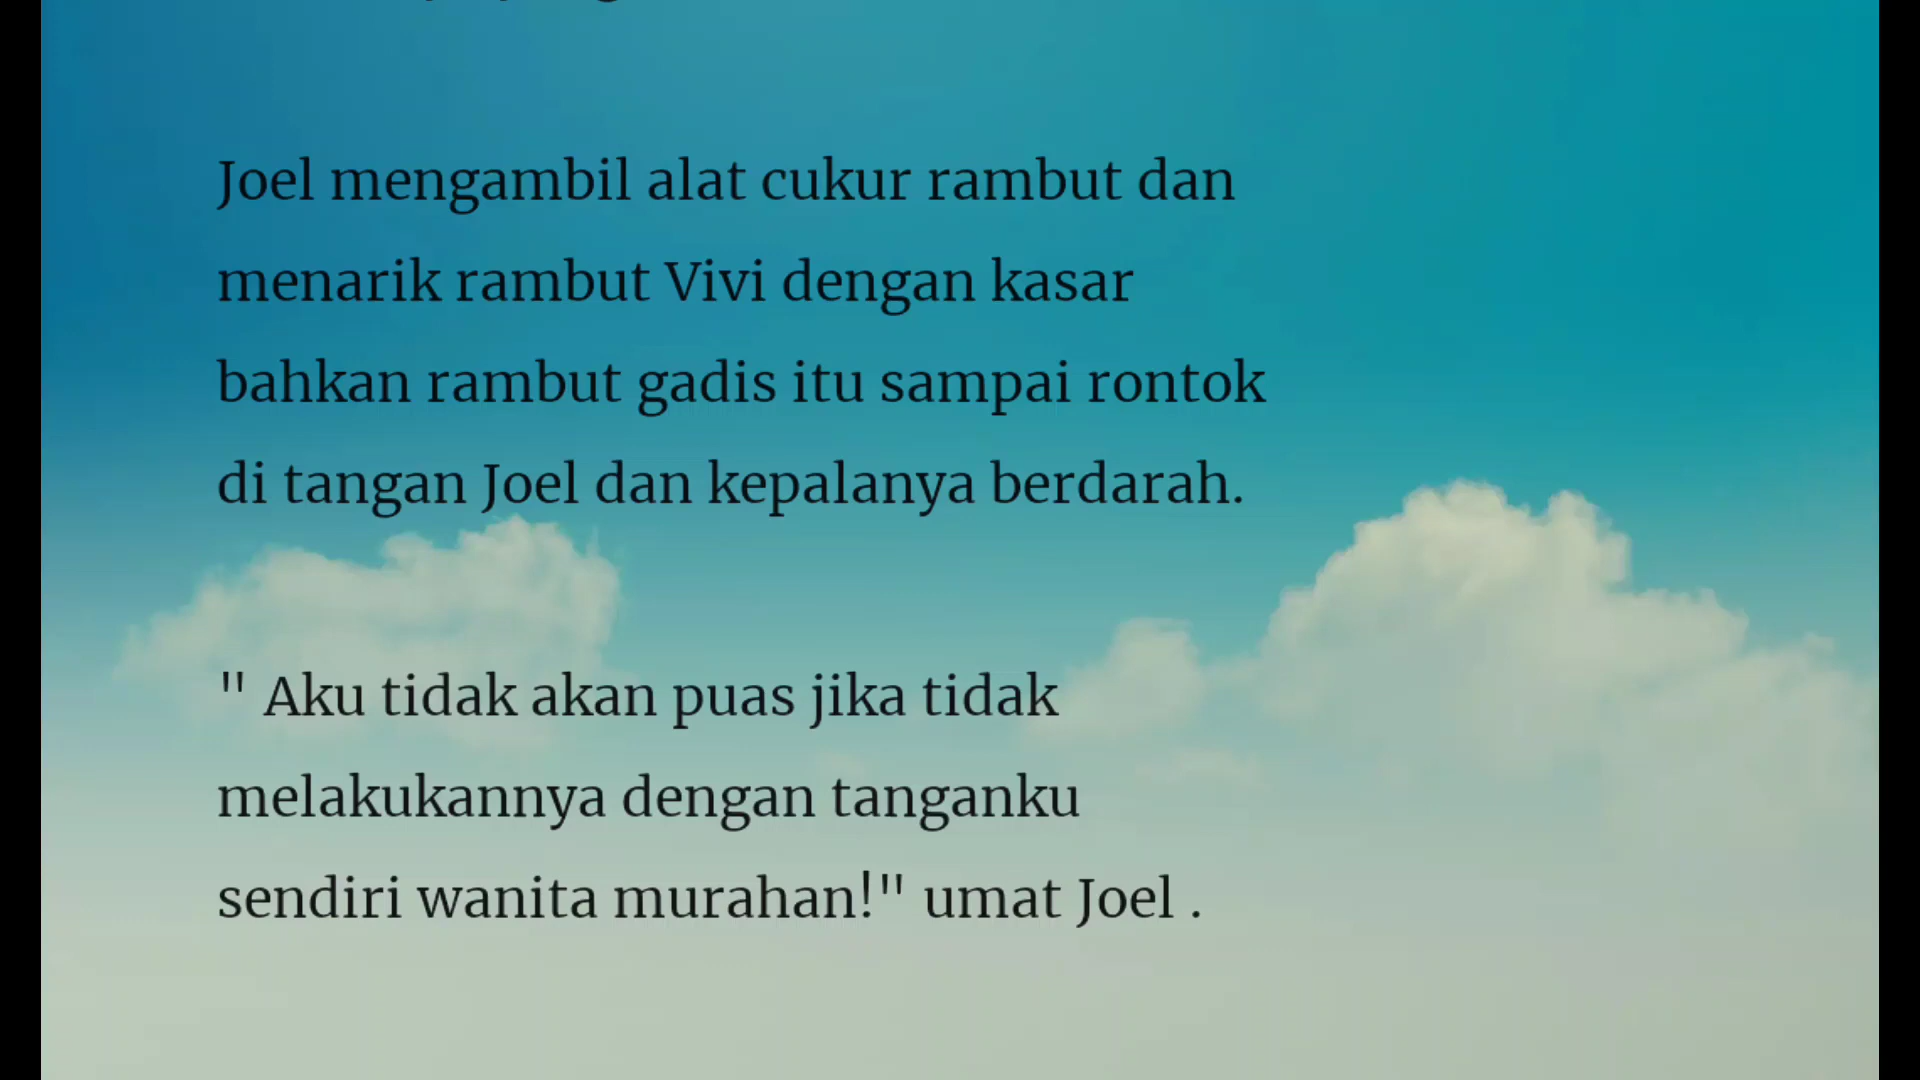 Joel mengambil alat cukur rambut dan
menarik rambut Vivi dengan kasar
bahkan rambut gadis itu sampai rontok
di tangan Joel dan kepalanya berdarah.
" Aku tidak akan puas jika tidak
melakukannya dengan tanganku
sendiri wanita murahan!" umat Joel .